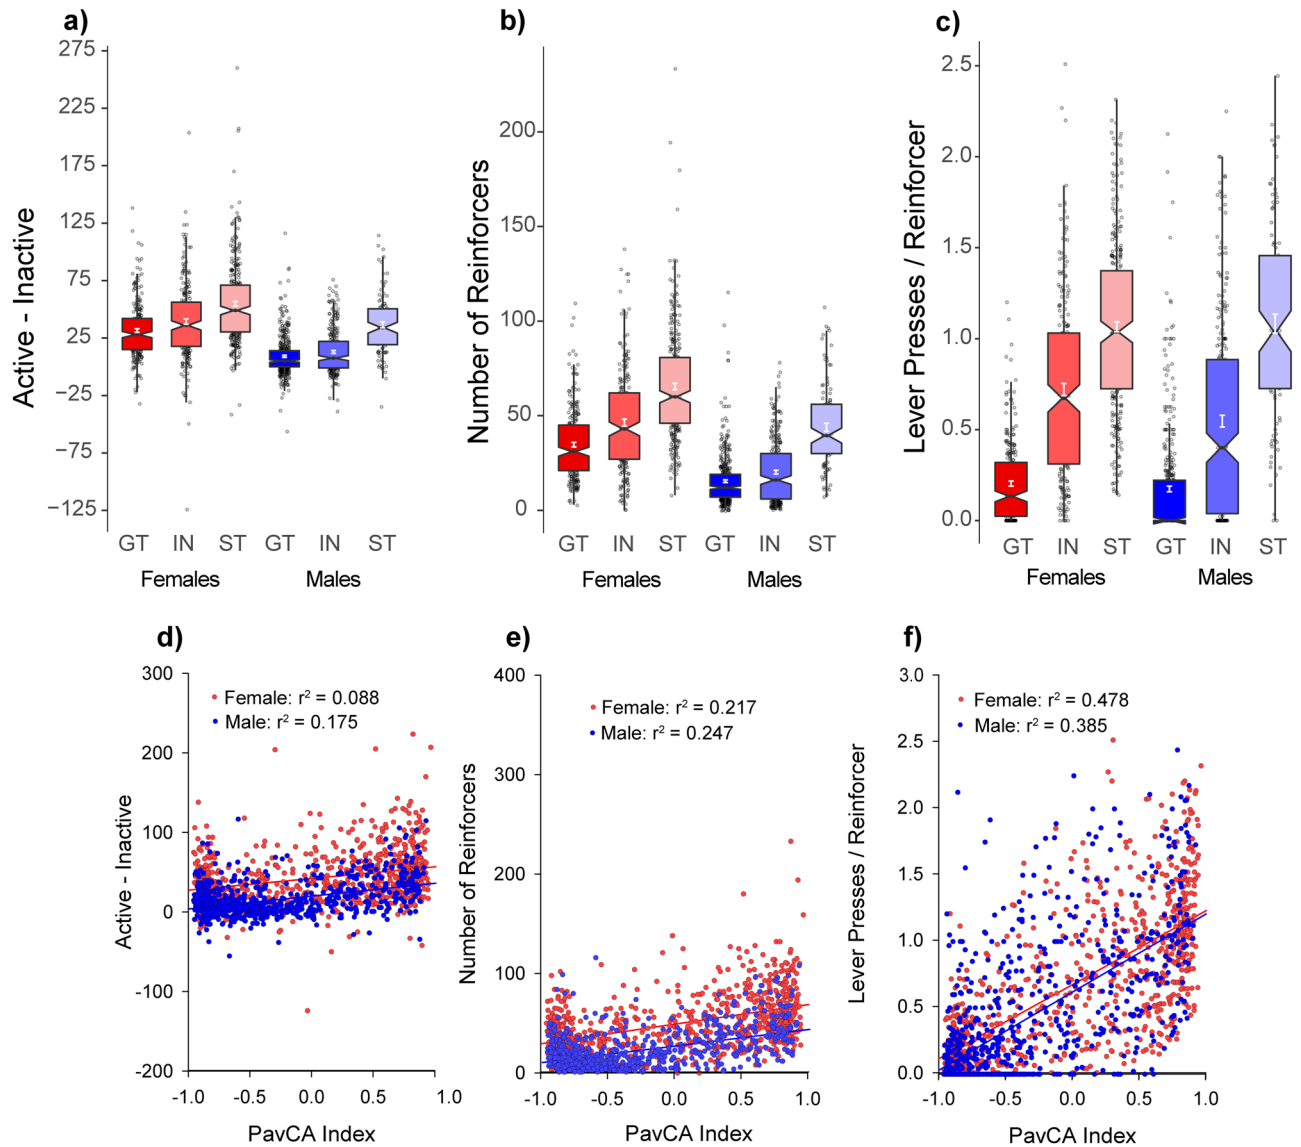 a)
Active - Inactive
275
225
175
125
75
25
−25
−75
−125
GT IN ST GT IN ST
Females Males
b)
Number of Reinforcers
200
150
100
50
0
GT IN ST GT IN ST
Females Males
c)
Lever Presses / Reinforcer
2.5
2.0
1.5
1.0
0.5
0.0
GT IN ST GT IN ST
Females Males
d)
Active - Inactive
300
200
100
0
-100
-200
Female: r² = 0.088
Male: r² = 0.175
-1.0 -0.5 0.0 0.5 1.0
PavCA Index
e)
Number of Reinforcers
400
300
200
100
0
Female: r² = 0.217
Male: r² = 0.247
-1.0 -0.5 0.0 0.5 1.0
PavCA Index
f)
Lever Presses / Reinforcer
3.0
2.5
2.0
1.5
1.0
0.5
0.0
Female: r² = 0.478
Male: r² = 0.385
-1.0 -0.5 0.0 0.5 1.0
PavCA Index